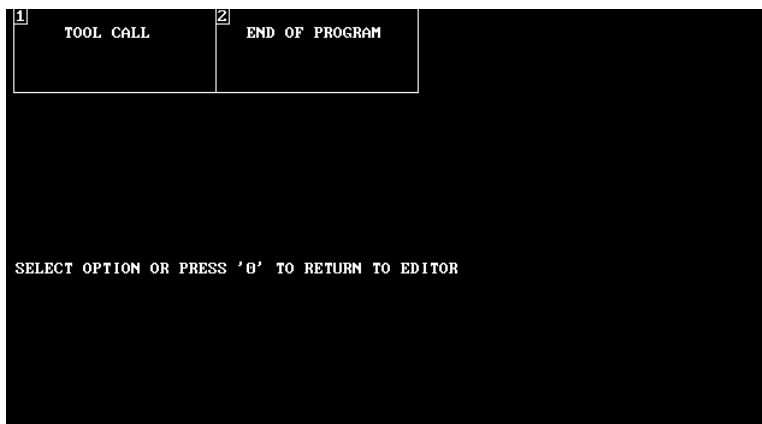 1 TOOL CALL 2 END OF PROGRAM
SELECT OPTION OR PRESS '0' TO RETURN TO EDITOR